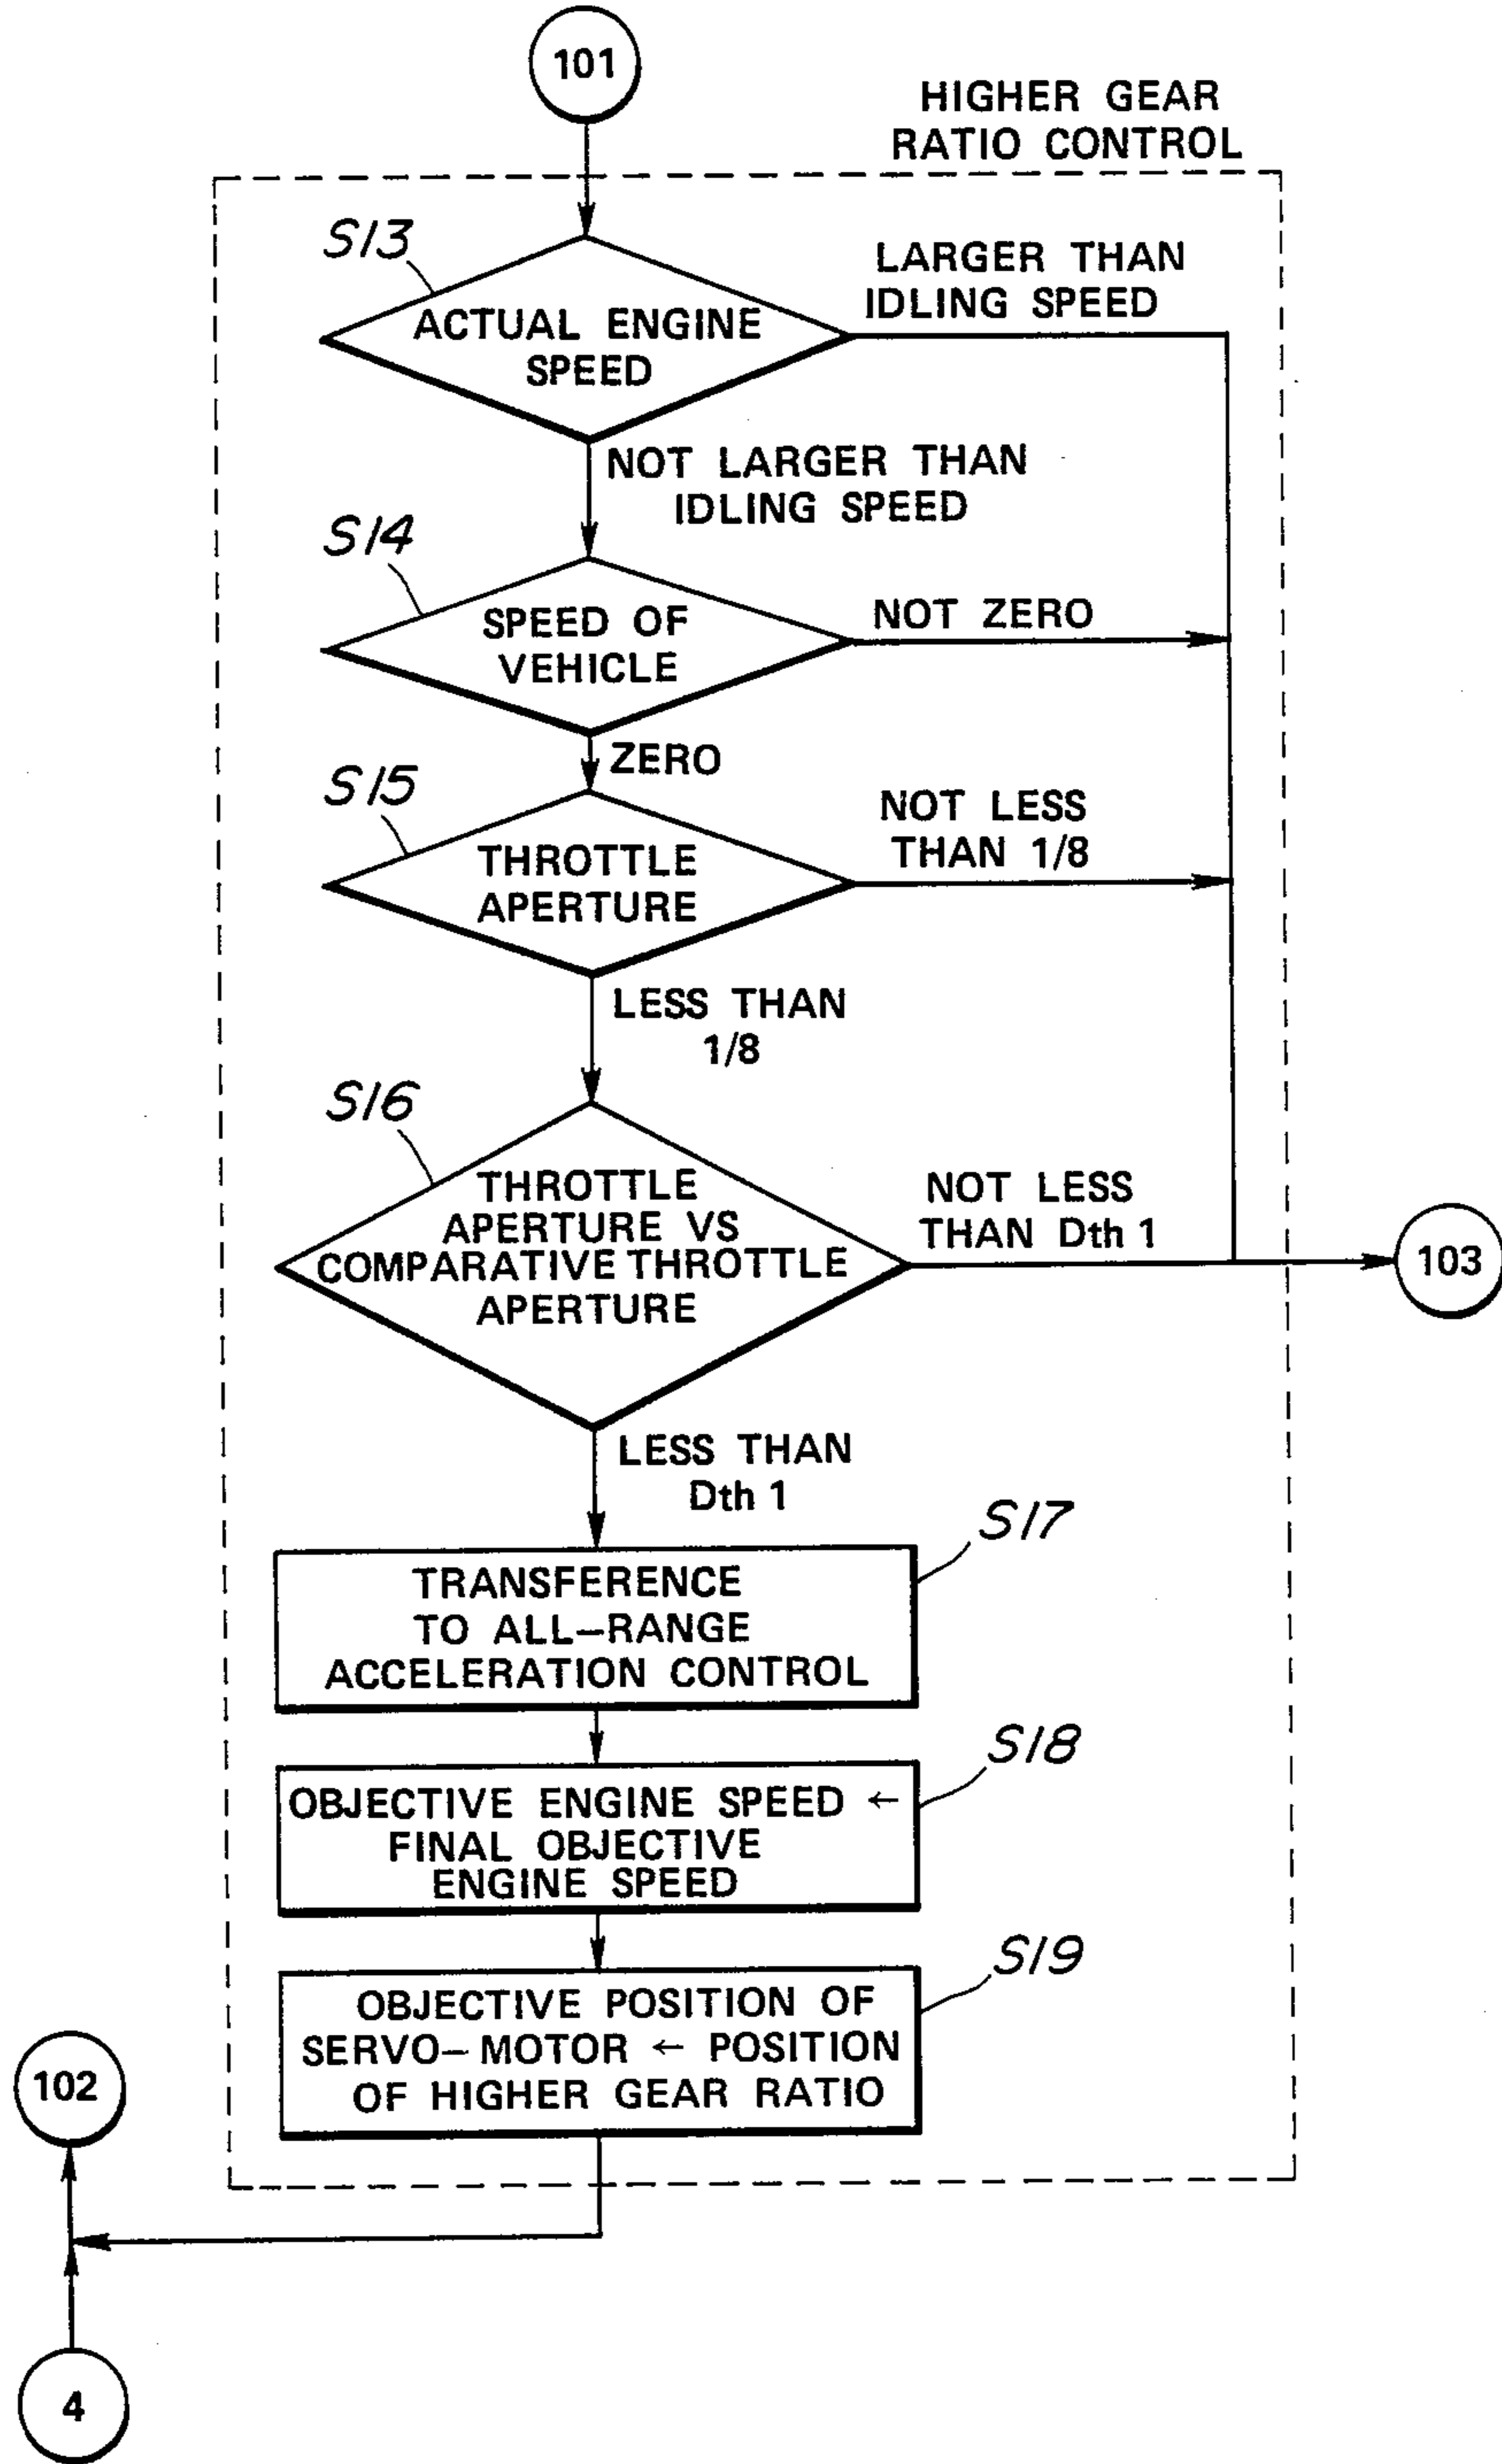 101
HIGHER GEAR
RATIO CONTROL
S13
ACTUAL ENGINE
SPEED
LARGER THAN
IDLING SPEED
NOT LARGER THAN
IDLING SPEED
S14
SPEED OF
VEHICLE
NOT ZERO
ZERO
S15
THROTTLE
APERTURE
NOT LESS
THAN 1/8
LESS THAN
1/8
S16
THROTTLE
APERTURE VS
COMPARATIVE THROTTLE
APERTURE
NOT LESS
THAN Dth 1
103
LESS THAN
Dth 1
S17
TRANSFERENCE
TO ALL-RANGE
ACCELERATION CONTROL
S18
OBJECTIVE ENGINE SPEED ←
FINAL OBJECTIVE
ENGINE SPEED
S19
OBJECTIVE POSITION OF
SERVO-MOTOR ← POSITION
OF HIGHER GEAR RATIO
102
4